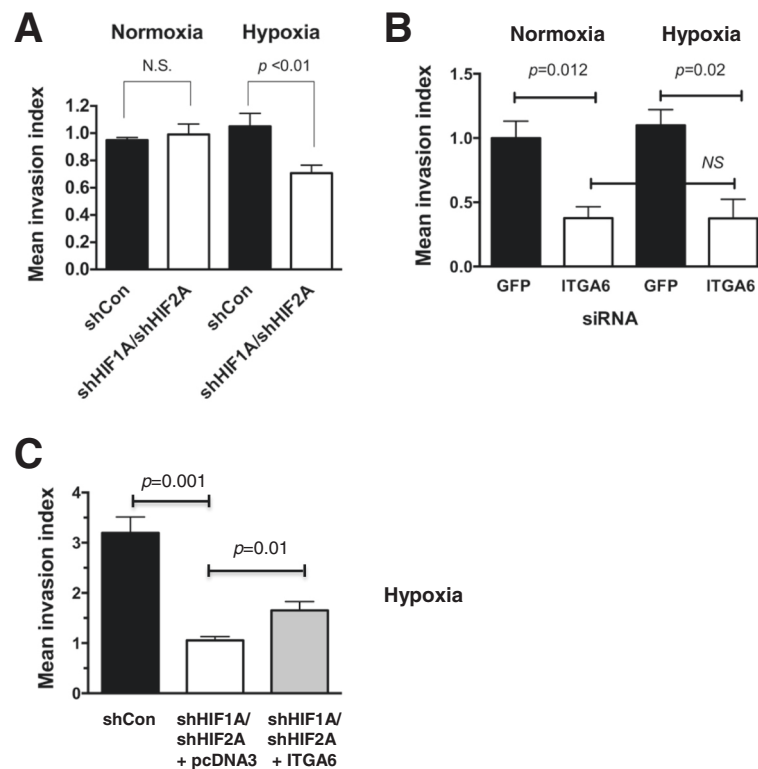 A
Normoxia Hypoxia
N.S. p <0.01
Mean invasion index
1.2
1.0
0.8
0.6
0.4
0.2
0.0
shCon
shHIF1A/shHIF2A
shCon
shHIF1A/shHIF2A
B
Normoxia Hypoxia
p=0.012 p=0.02
NS
Mean invasion index
1.5
1.0
0.5
0.0
GFP ITGA6 GFP ITGA6
siRNA
C
p=0.001
p=0.01
Mean invasion index
4
3
2
1
0
shCon
shHIF1A/
shHIF2A
+ pcDNA3
shHIF1A/
shHIF2A
+ ITGA6
Hypoxia